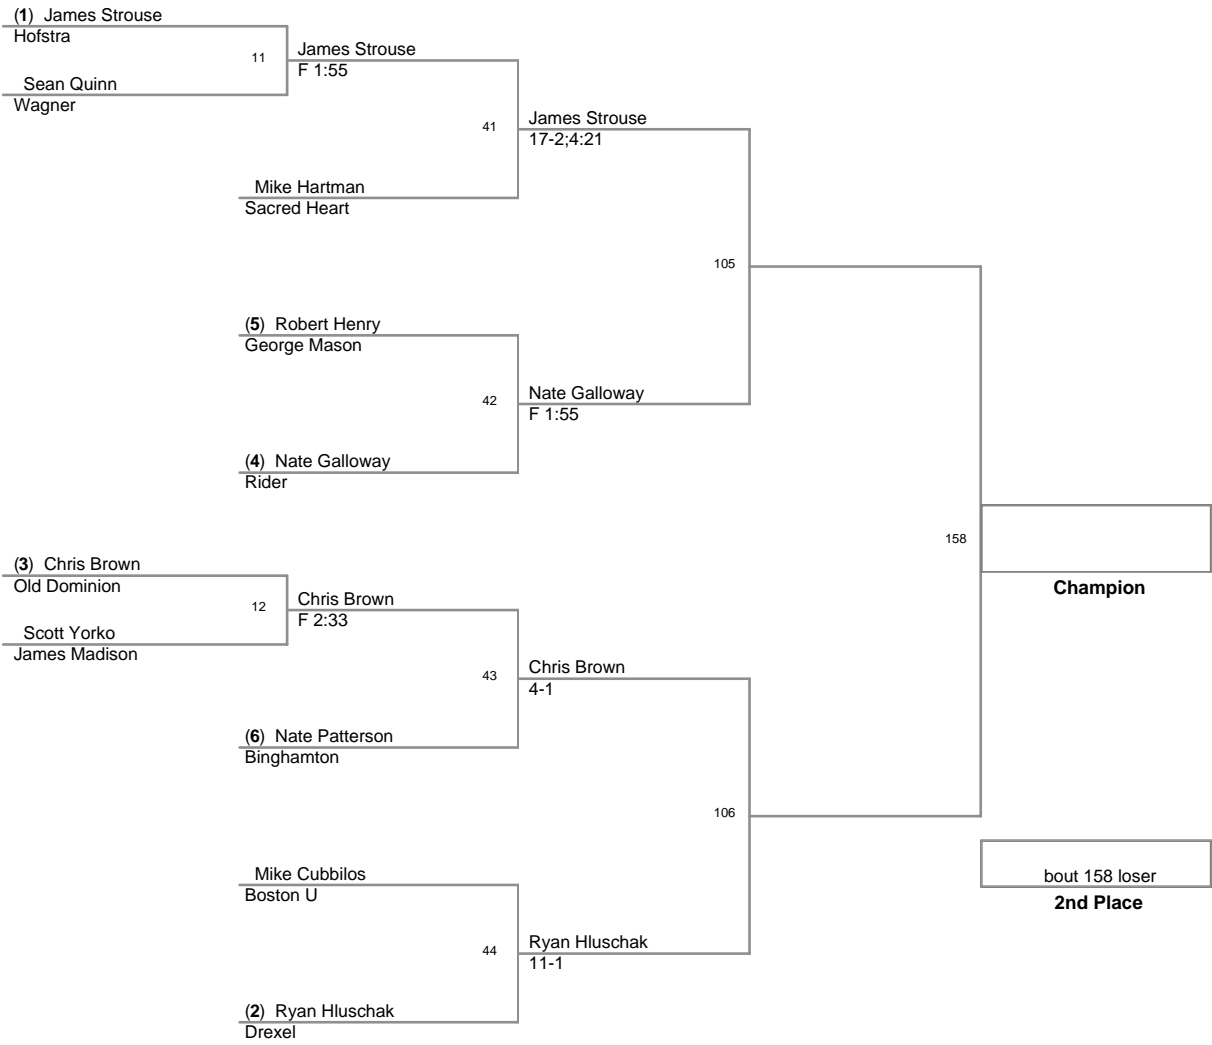 (1) James Strouse
Hofstra
11
James Strouse
F 1:55
Sean Quinn
Wagner
41
James Strouse
17-2;4:21
Mike Hartman
Sacred Heart
105
(5) Robert Henry
George Mason
42
Nate Galloway
F 1:55
(4) Nate Galloway
Rider
158
Champion
(3) Chris Brown
Old Dominion
12
Chris Brown
F 2:33
Scott Yorko
James Madison
43
Chris Brown
4-1
(6) Nate Patterson
Binghamton
106
Mike Cubbilos
Boston U
bout 158 loser
2nd Place
44
Ryan Hluschak
11-1
(2) Ryan Hluschak
Drexel